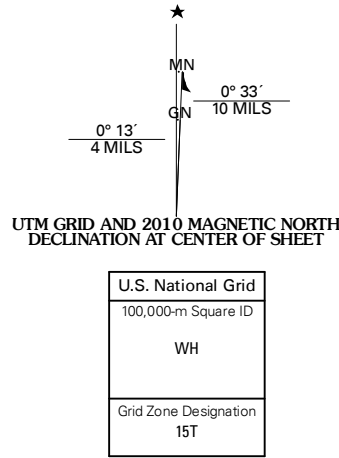 ★
MN
0° 33´
10 MILS
GN
0° 13´
4 MILS
UTM GRID AND 2010 MAGNETIC NORTH
DECLINATION AT CENTER OF SHEET
U.S. National Grid
100,000-m Square ID
WH
Grid Zone Designation
15T